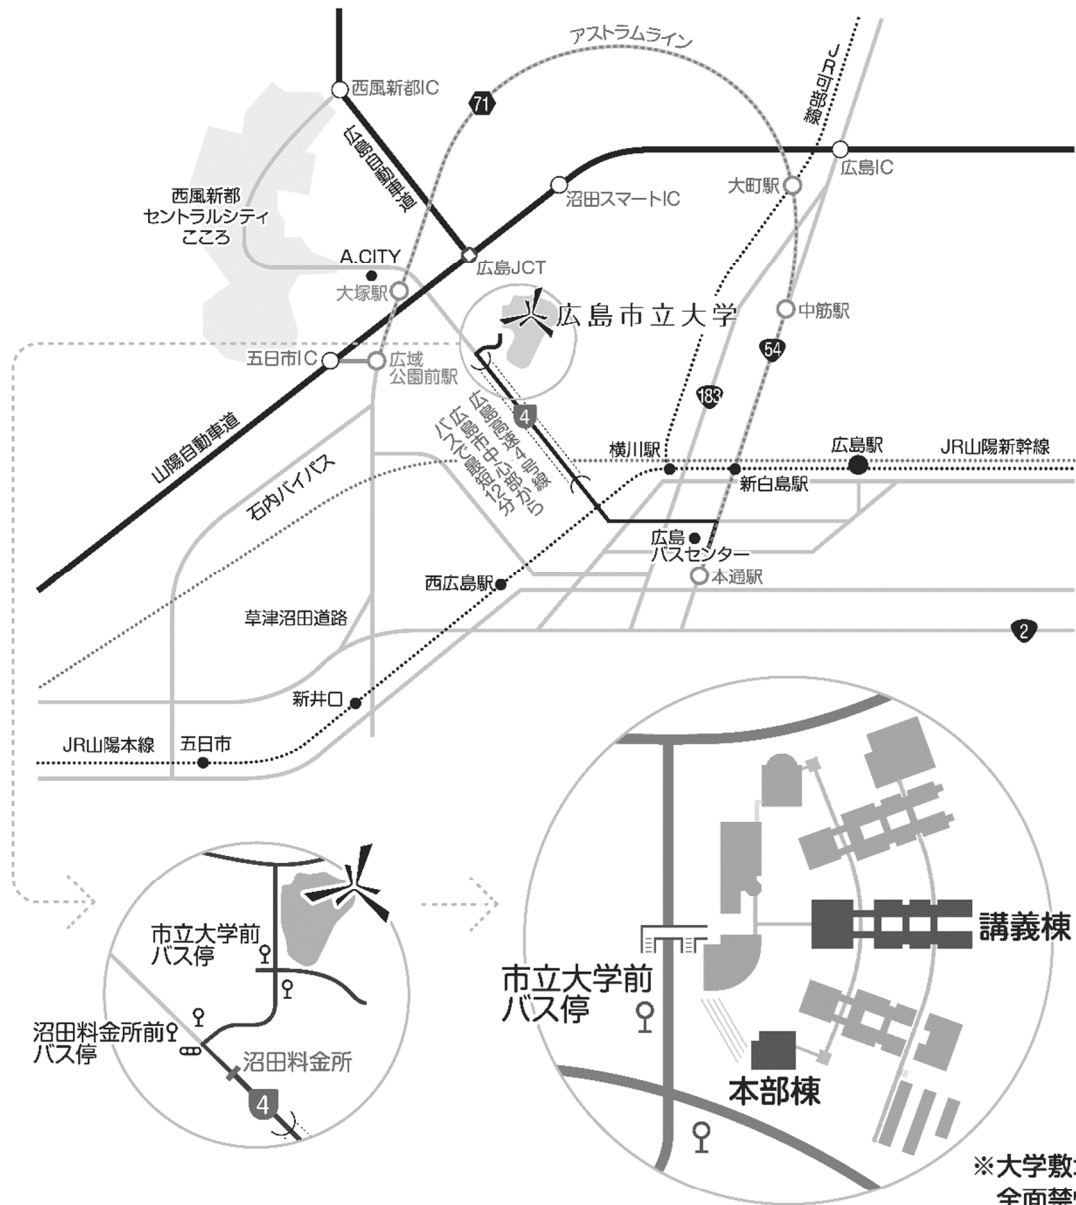 アストラムライン
JR可部線
西風新都IC
71
広島自動車道
広島IC
沼田スマートIC
大町駅
西風新都
セントラルシティ
こころ
A.CITY
広島JCT
大塚駅
広島市立大学
中筋駅
五日市IC
広域
公園前駅
54
183
4
広島高速4号線
広島市中心部から
バスで最短12分
山陽自動車道
石内バイパス
横川駅
広島駅
JR山陽新幹線
新白島駅
広島
バスセンター
西広島駅
本通駅
草津沼田道路
2
新井口
JR山陽本線
五日市
市立大学前
バス停
沼田料金所前
バス停
沼田料金所
4
講義棟
市立大学前
バス停
本部棟
※大学敷
全面禁